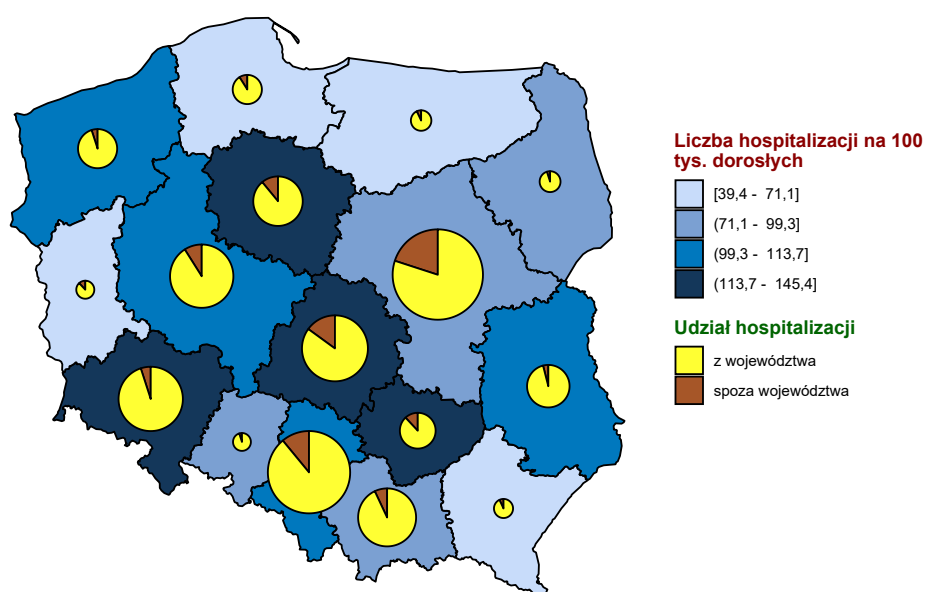 Liczba hospitalizacji na 100
tys. dorosłych
[39,4 - 71,1]
(71,1 - 99,3]
(99,3 - 113,7]
(113,7 - 145,4]
Udział hospitalizacji
z województwa
spoza województwa